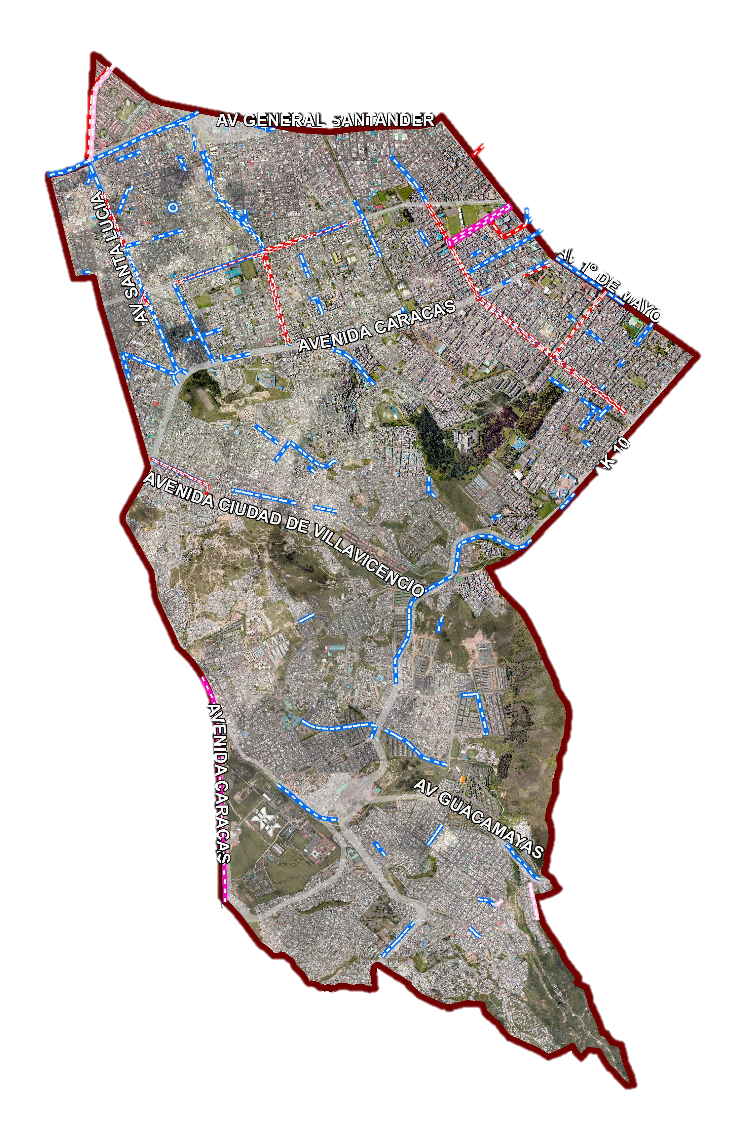 AV GENERAL SANTANDER
AV. SANTA LUCIA
AV. 1º DE MAYO
AVENIDA CARACAS
K 10
AVENIDA CIUDAD DE VILLAVICENCIO
AVENIDA CARACAS
AV GUACAMAYAS